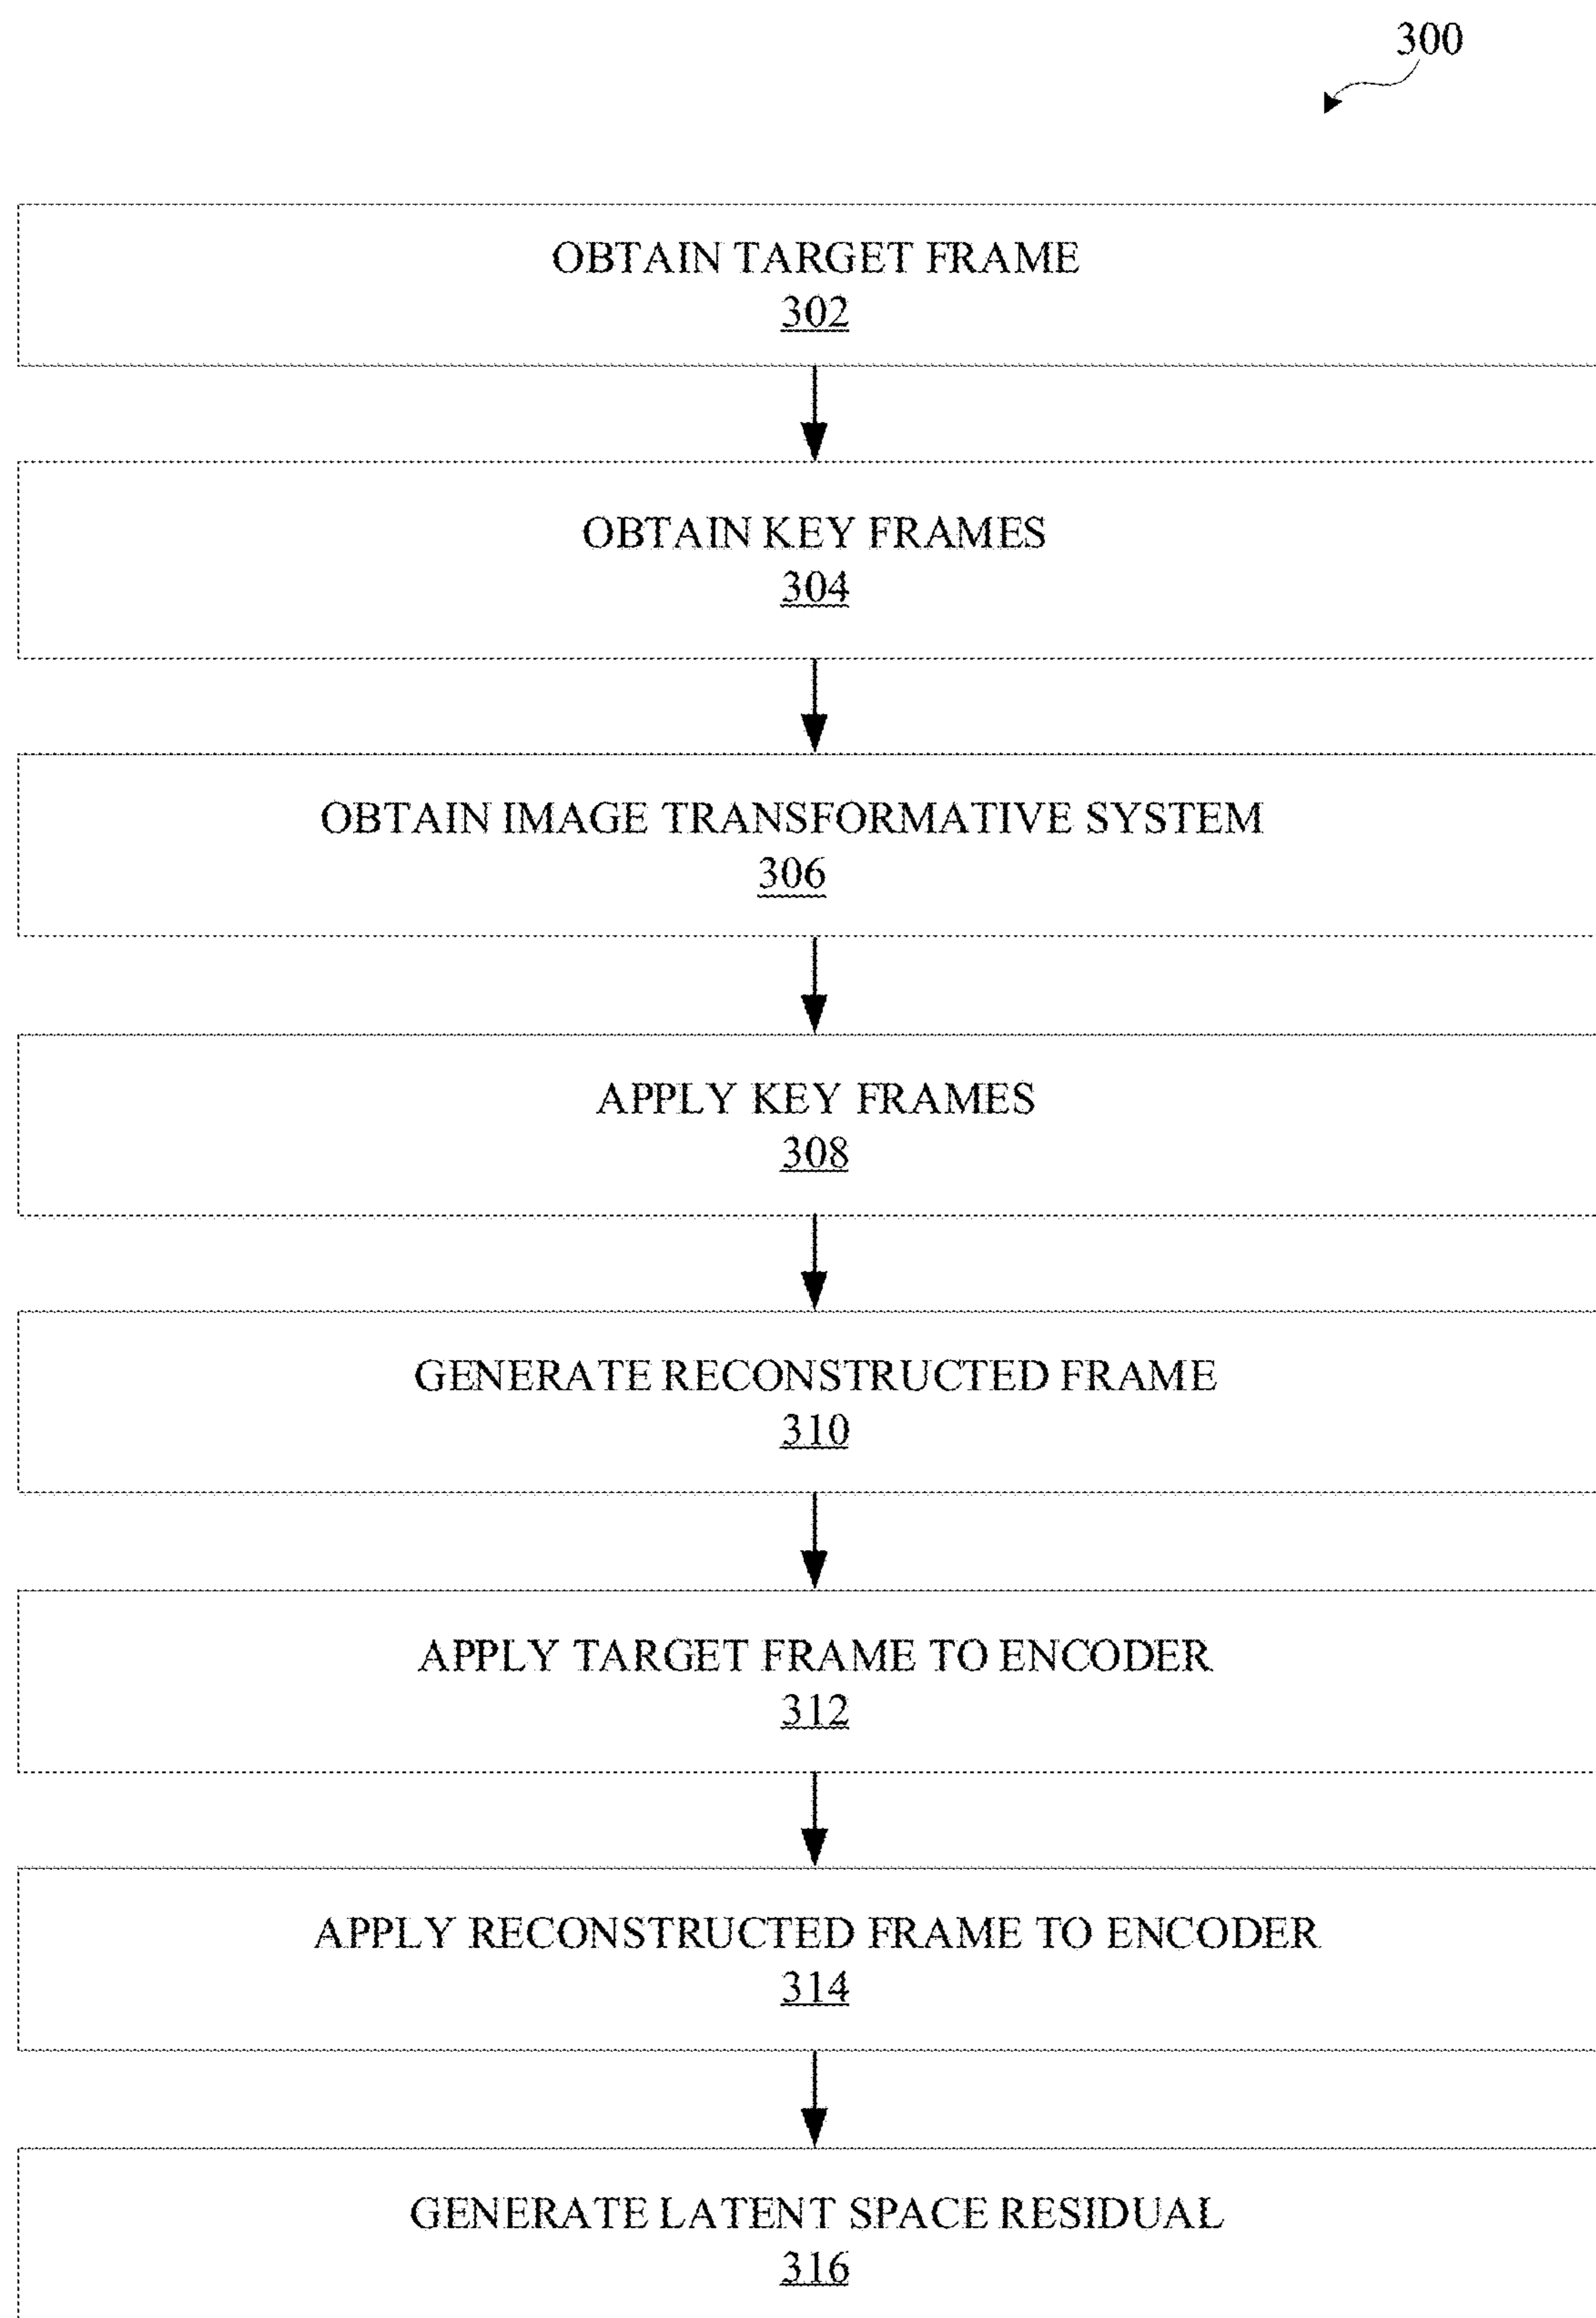 300
OBTAIN TARGET FRAME
302
OBTAIN KEY FRAMES
304
OBTAIN IMAGE TRANSFORMATIVE SYSTEM
306
APPLY KEY FRAMES
308
GENERATE RECONSTRUCTED FRAME
310
APPLY TARGET FRAME TO ENCODER
312
APPLY RECONSTRUCTED FRAME TO ENCODER
314
GENERATE LATENT SPACE RESIDUAL
316